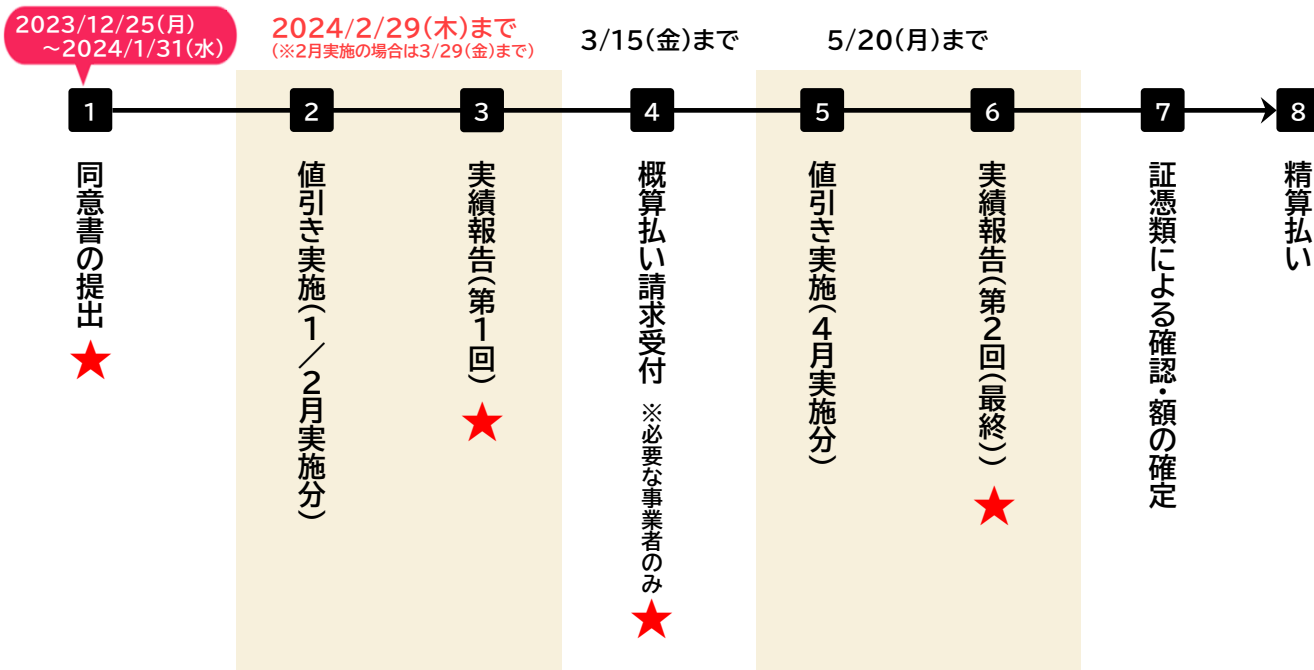 2023/12/25(月)
～2024/1/31(水)
2024/2/29(木)まで
(※2月実施の場合は3/29(金)まで)
3/15(金)まで
5/20(月)まで
1
2
3
4
5
6
7
8
同意書の提出
★
値引き実施(1／2月実施分)
実績報告(第1回)
★
概算払い請求受付 ※必要な事業者のみ
★
値引き実施(4月実施分)
実績報告(第2回(最終))
★
証憑類による確認・額の確定
精算払い